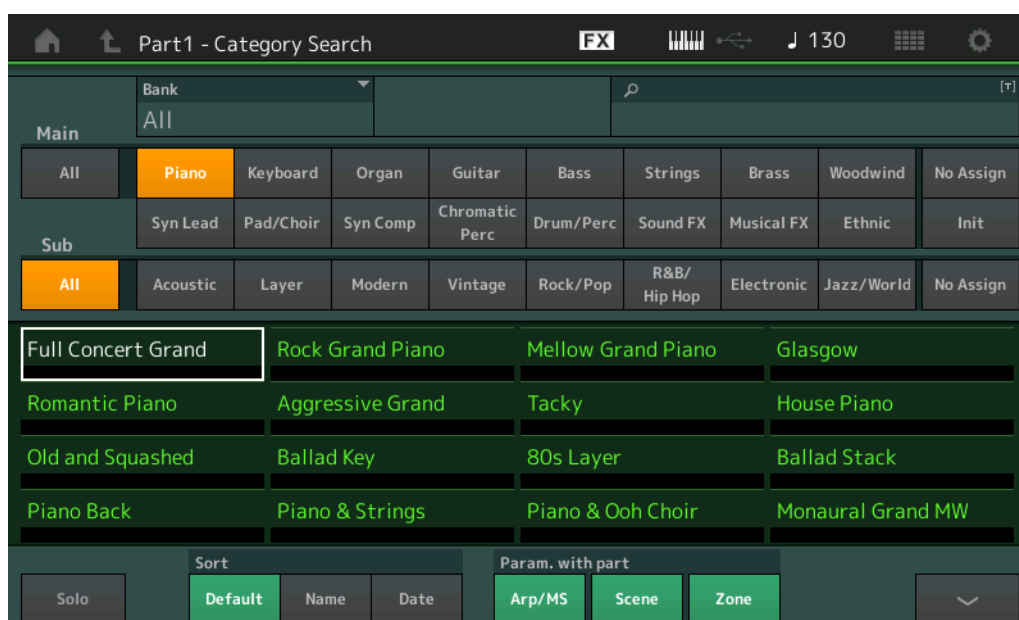 Part1 - Category Search FX ♩ 130
Bank [T]
All
Main
All Piano Keyboard Organ Guitar Bass Strings Brass Woodwind No Assign
Syn Lead Pad/Choir Syn Comp Chromatic Perc Drum/Perc Sound FX Musical FX Ethnic Init
Sub
All Acoustic Layer Modern Vintage Rock/Pop R&B/ Hip Hop Electronic Jazz/World No Assign
Full Concert Grand Rock Grand Piano Mellow Grand Piano Glasgow
Romantic Piano Aggressive Grand Tacky House Piano
Old and Squashed Ballad Key 80s Layer Ballad Stack
Piano Back Piano & Strings Piano & Ooh Choir Monaural Grand MW
Sort Param. with part
Solo Default Name Date Arp/MS Scene Zone